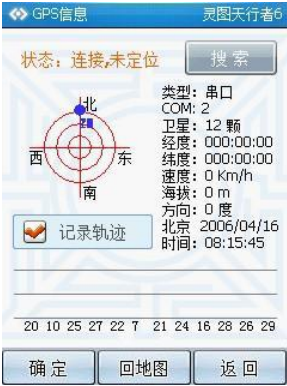 GPS信息 灵图天行者6
状态：连接,未定位 搜索
北
西 东
南
类型：串口
COM: 2
卫星：12 颗
经度：000:00:00
纬度：000:00:00
速度：0 Km/h
海拔：0 m
方向：0 度
北京 2006/04/16
时间：08:15:45
记录轨迹
20 10 25 27 22 7 21 24 16 28 26 29
确定 回地图 返回